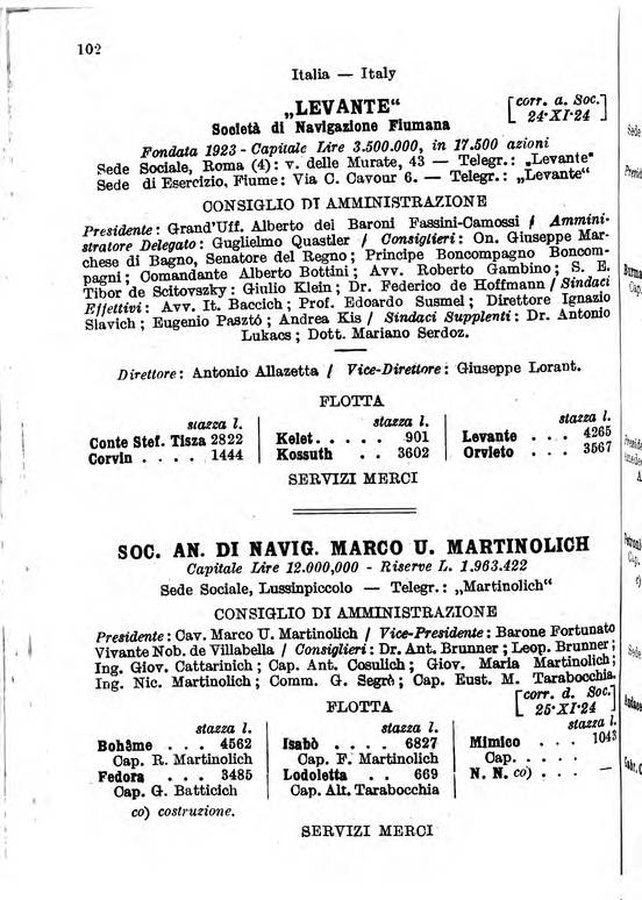 102
Italia — Italy
„LEVANTE“
[corr. a. Soc.]
24·XI·24
Società di Navigazione Fiumana
Fondata 1923 - Capitale Lire 3.500.000, in 17.500 azioni
Sede Sociale, Roma (4): v. delle Murate, 43 — Telegr.: „Levante“
Sede di Esercizio, Fiume: Via C. Cavour 6. — Telegr.: „Levante“
CONSIGLIO DI AMMINISTRAZIONE
Presidente: Grand'Uff. Alberto dei Baroni Fassini-Camossi / Ammini-
stratore Delegato: Guglielmo Quastler / Consiglieri: On. Giuseppe Mar-
chese di Bagno, Senatore del Regno; Principe Boncompagno Boncom-
pagni; Comandante Alberto Bottini; Avv. Roberto Gambino; S. E.
Tibor de Scitovszky: Giulio Klein; Dr. Federico de Hoffmann / Sindaci
Effettivi: Avv. It. Baccich; Prof. Edoardo Susmel; Direttore Ignazio
Slavich; Eugenio Pasztó; Andrea Kis / Sindaci Supplenti: Dr. Antonio
Lukacs; Dott. Mariano Serdoz.
Direttore: Antonio Allazetta / Vice-Direttore: Giuseppe Lorant.
FLOTTA
stazza l.
Conte Stef. Tisza 2822
Corvin . . . . 1444
stazza l.
Kelet. . . . . 901
Kossuth . . 3602
stazza l.
Levante . . . 4265
Orvieto . . . 3567
SERVIZI MERCI
SOC. AN. DI NAVIG. MARCO U. MARTINOLICH
Capitale Lire 12.000,000 - Riserve L. 1.963.422
Sede Sociale, Lussinpiccolo — Telegr.: „Martinolich“
CONSIGLIO DI AMMINISTRAZIONE
Presidente: Cav. Marco U. Martinolich / Vice-Presidente: Barone Fortunato
Vivante Nob. de Villabella / Consiglieri: Dr. Ant. Brunner; Leop. Brunner;
Ing. Giov. Cattarinich; Cap. Ant. Cosulich; Giov. Maria Martinolich;
Ing. Nic. Martinolich; Comm. G. Segrè; Cap. Eust. M. Tarabocchia.
FLOTTA
[corr. d. Soc.]
25·XI·24
stazza l.
Bohême . . . 4562
Cap. R. Martinolich
Fedora . . . 3485
Cap. G. Batticich
co) costruzione.
stazza l.
Isabò . . . . 6827
Cap. F. Martinolich
Lodoletta . . 669
Cap. Alt. Tarabocchia
stazza l.
Mimico . . . 1043
Cap. . . . . .
N. N. co) . . . —
SERVIZI MERCI